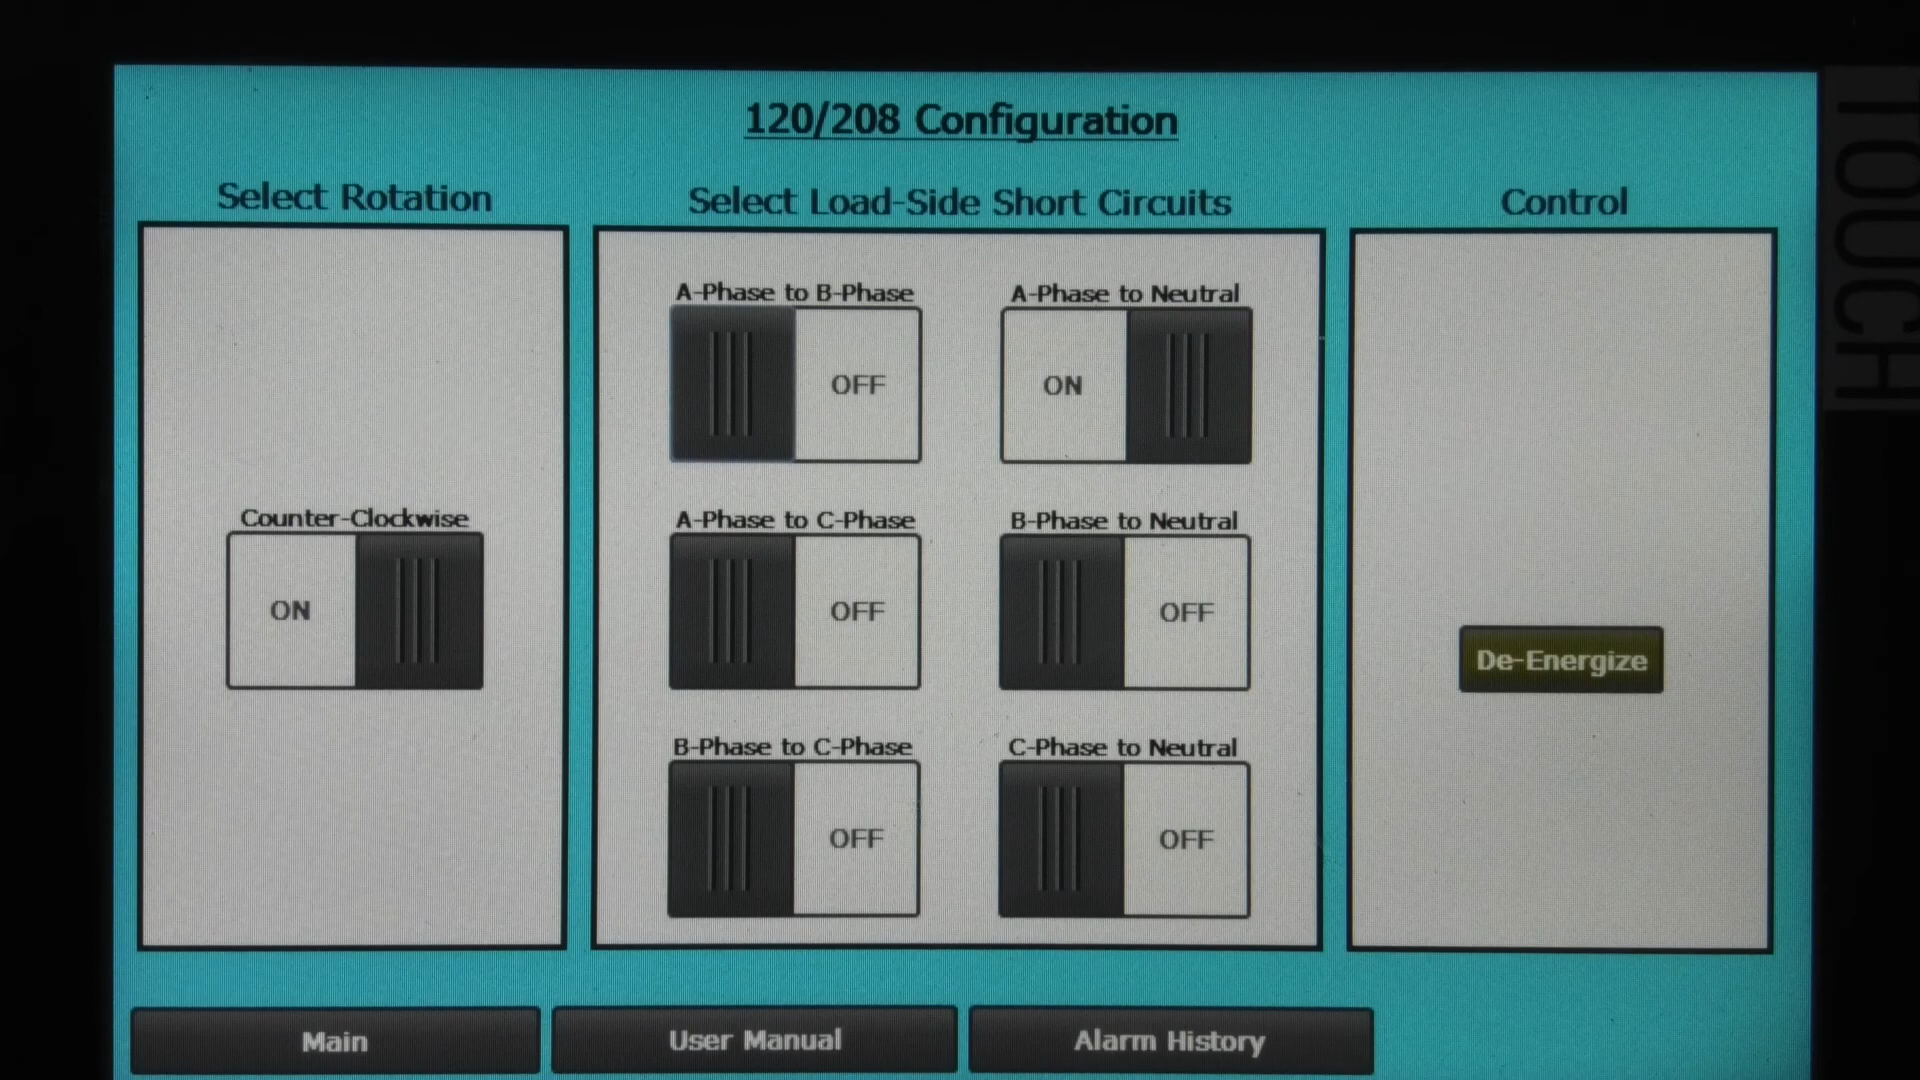 120/208 Configuration
Select Rotation
Select Load-Side Short Circuits
Control
A-Phase to B-Phase
A-Phase to Neutral
OFF
ON
Counter-Clockwise
A-Phase to C-Phase
B-Phase to Neutral
ON
OFF
OFF
De-Energize
B-Phase to C-Phase
C-Phase to Neutral
OFF
OFF
Main
User Manual
Alarm History
TOUCH